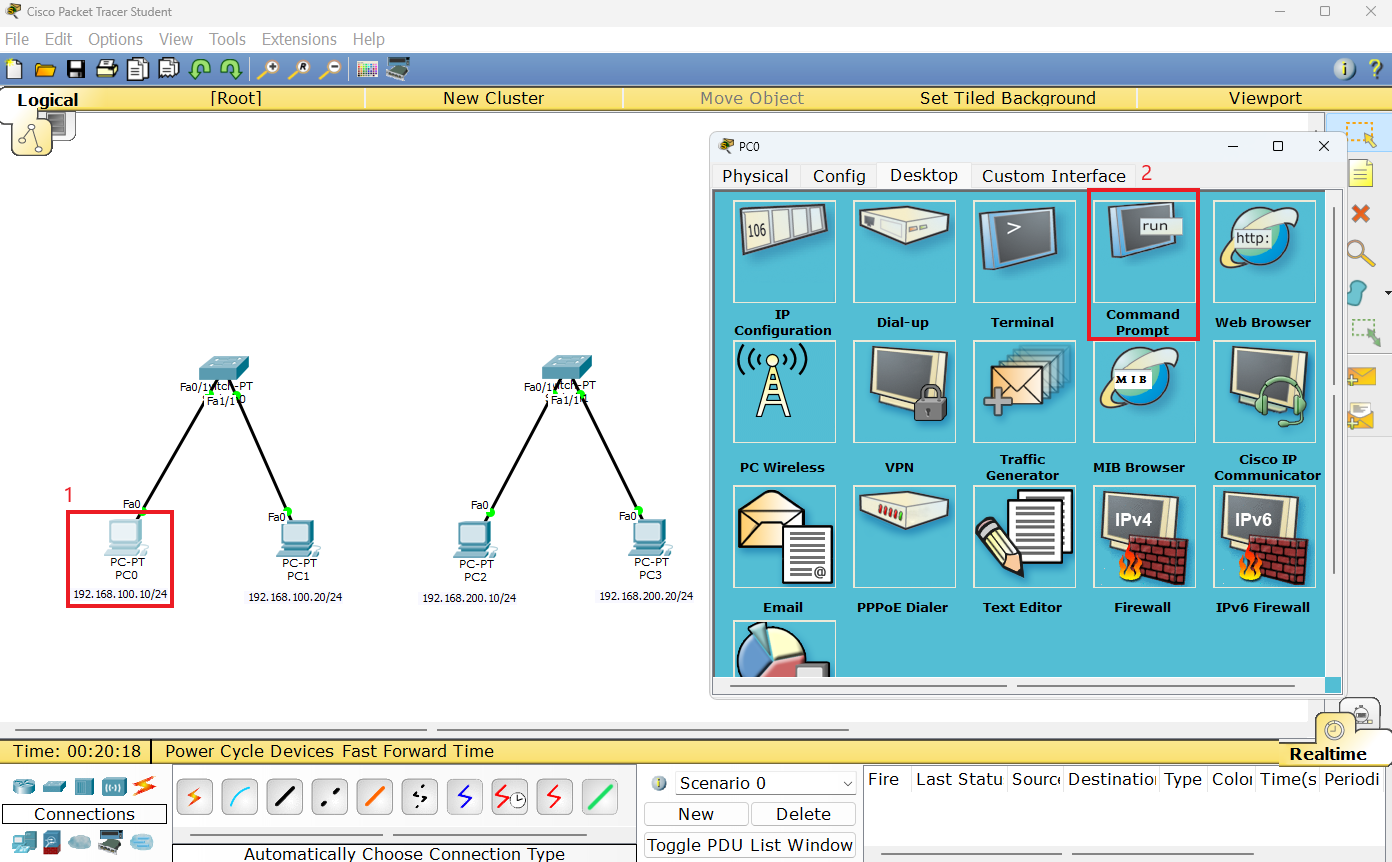 Cisco Packet Tracer Student
File Edit Options View Tools Extensions Help
Logical [Root] New Cluster Move Object Set Tiled Background Viewport
PC0
Physical Config Desktop Custom Interface 2
106 > run http:
IP Configuration
Dial-up
Terminal
Command Prompt
Web Browser
MIB
PC Wireless
VPN
Traffic Generator
MIB Browser
Cisco IP Communicator
@
IPv4
IPv6
Email
PPPoE Dialer
Text Editor
Firewall
IPv6 Firewall
Fa0/1
-PT
Fa1/1
Fa0/1
-PT
Fa1/1
1
Fa0
PC-PT
PC0
192.168.100.10/24
Fa0
PC-PT
PC1
192.168.100.20/24
Fa0
PC-PT
PC2
192.168.200.10/24
Fa0
PC-PT
PC3
192.168.200.20/24
Time: 00:20:18 Power Cycle Devices Fast Forward Time
Realtime
Connections
Automatically Choose Connection Type
Scenario 0
New Delete
Toggle PDU List Window
Fire Last Statu Source Destination Type Color Time(s Periodi